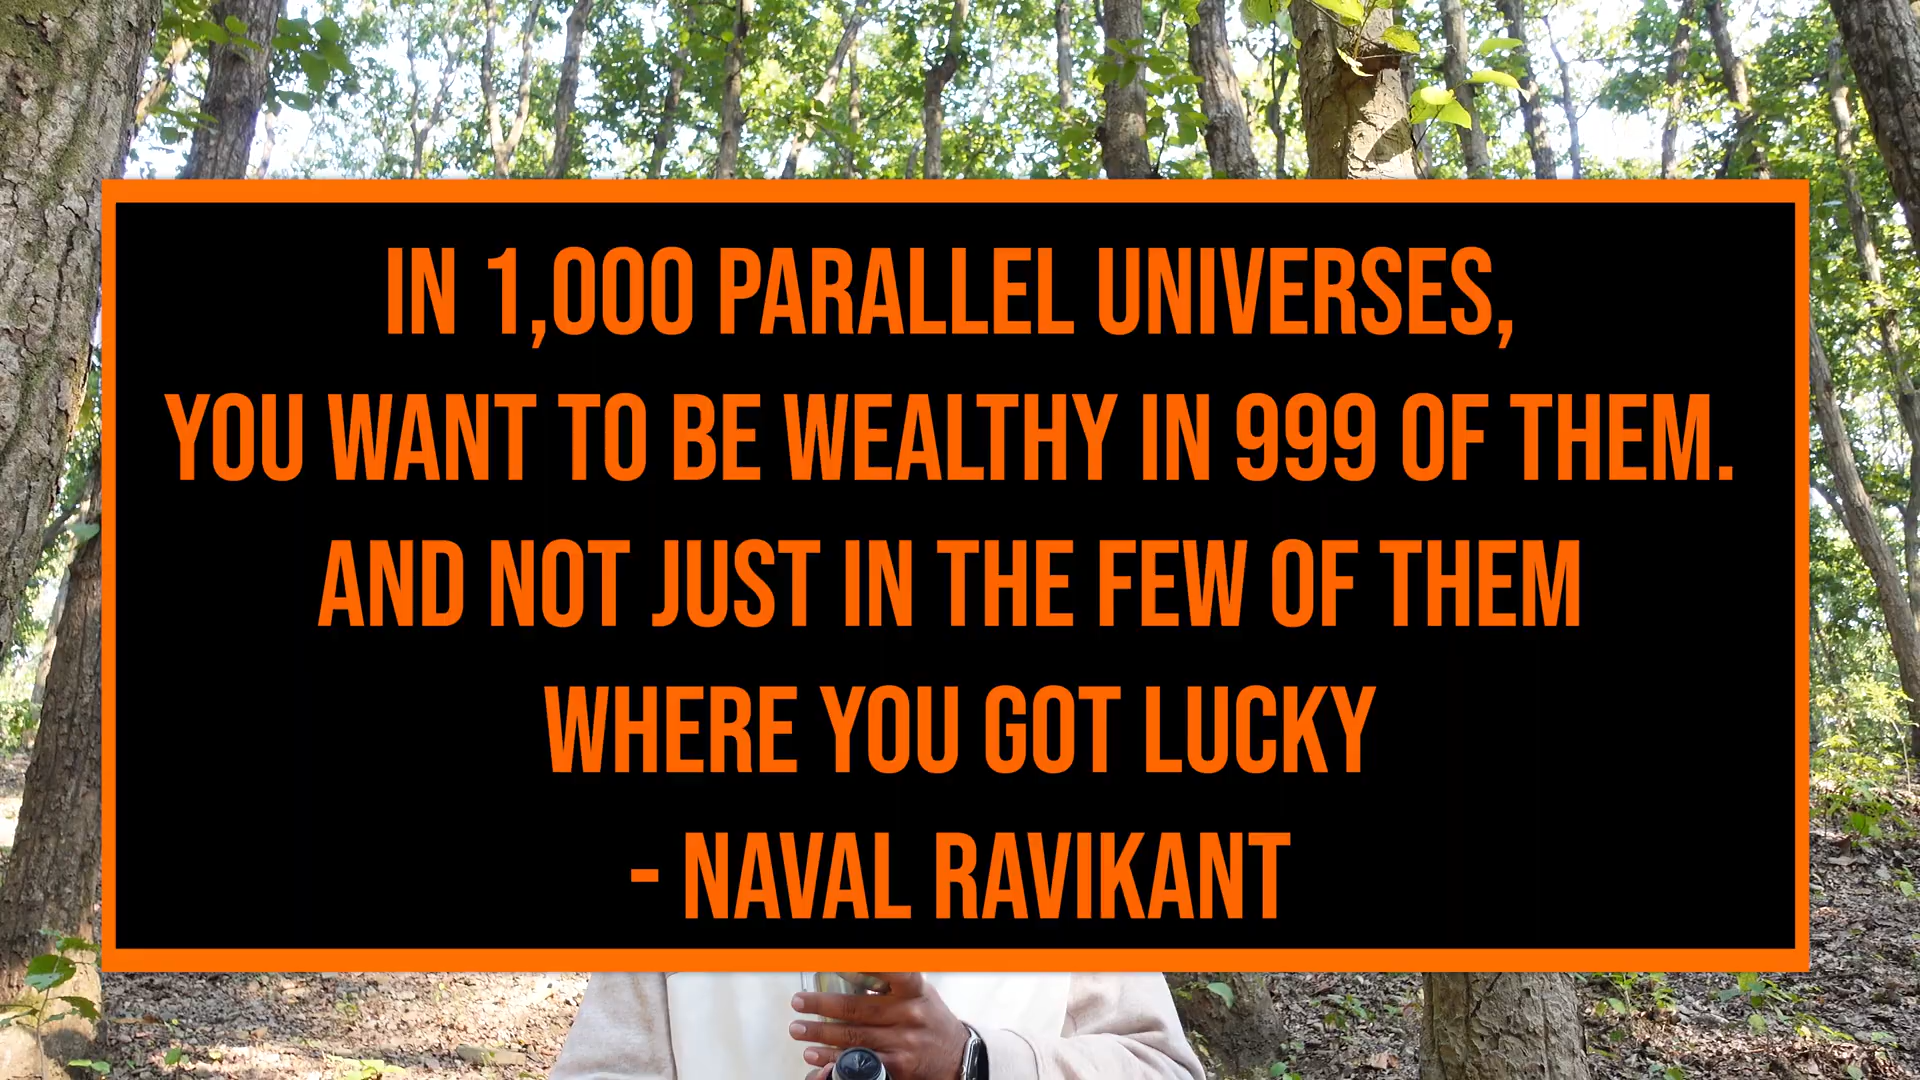 IN 1,000 PARALLEL UNIVERSES,
YOU WANT TO BE WEALTHY IN 999 OF THEM.
AND NOT JUST IN THE FEW OF THEM
WHERE YOU GOT LUCKY
- NAVAL RAVIKANT